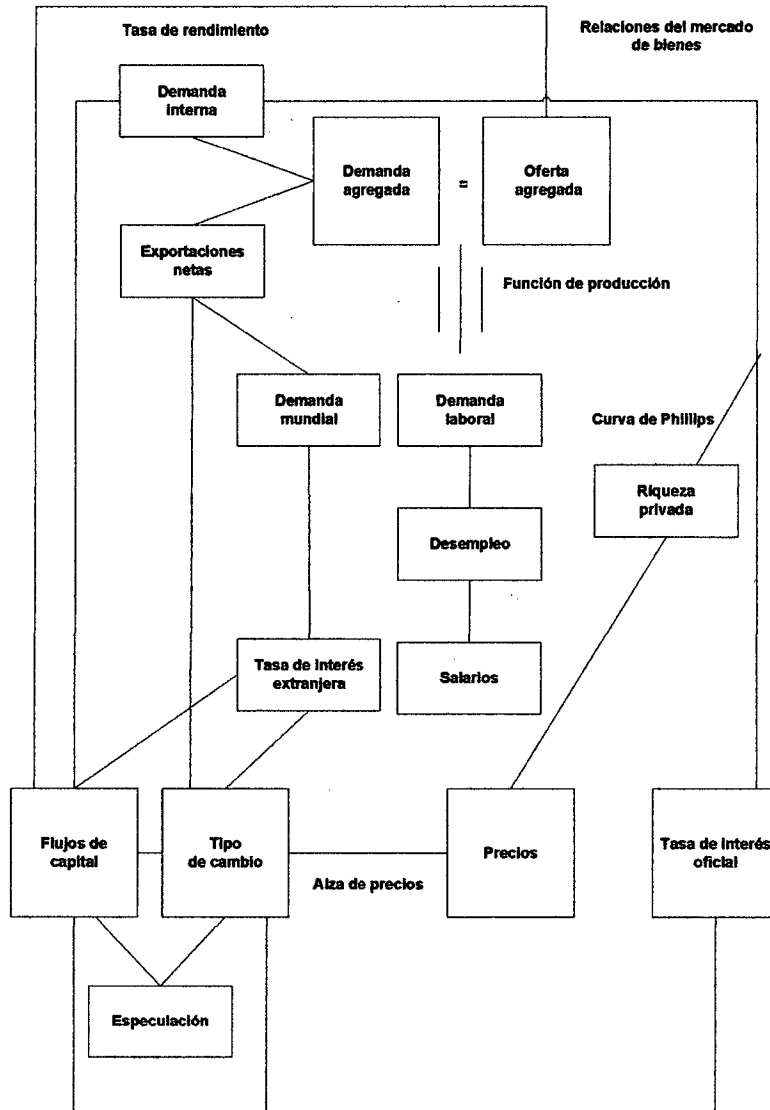 Tasa de rendimiento
Relaciones del mercado
de bienes
Demanda
interna
Demanda
agregada
=
Oferta
agregada
Exportaciones
netas
Función de producción
Demanda
mundial
Demanda
laboral
Curva de Phillips
Riqueza
privada
Desempleo
Tasa de interés
extranjera
Salarios
Flujos de
capital
Tipo
de cambio
Alza de precios
Precios
Tasa de interés
oficial
Especulación